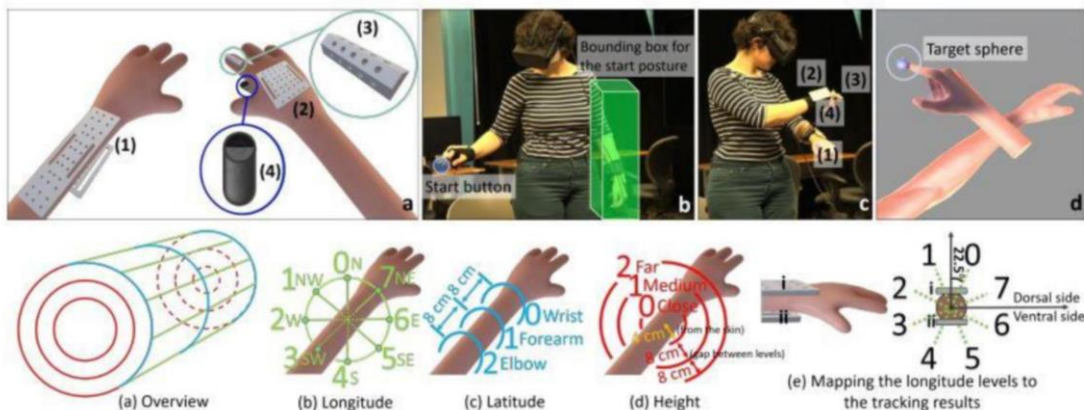 (1)
(2)
(3)
(4)
a
Bounding box for
the start posture
Start button
b
(2)
(3)
(4)
(1)
c
Target sphere
d
(a) Overview
0N
1NW
7NE
2W
6E
3SW
5SE
4S
(b) Longitude
8 cm
8 cm
0 Wrist
1 Forearm
2 Elbow
(c) Latitude
2 Far
1 Medium
0 Close
(from the skin)
8 cm (gap between levels)
8 cm
(d) Height
i
ii
1
0
22.5°
2
i
7
Dorsal side
3
ii
6
Ventral side
4
5
(e) Mapping the longitude levels to
the tracking results